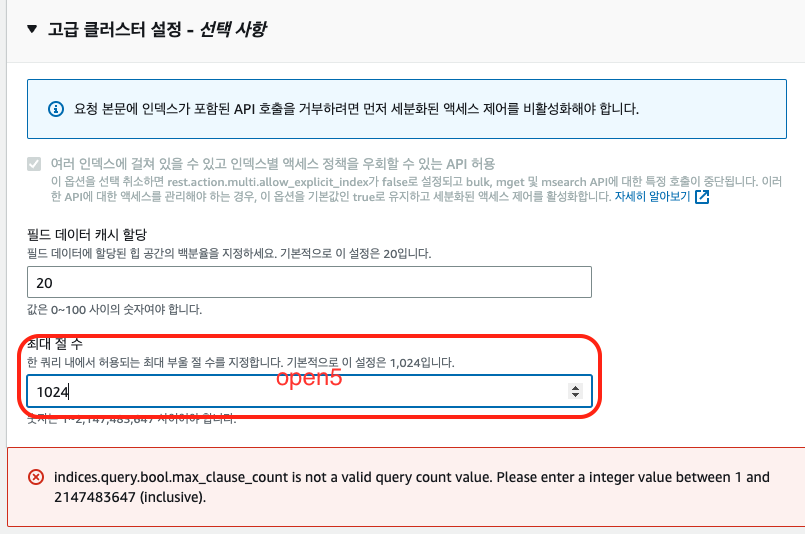 고급 클러스터 설정 - 선택 사항
요청 본문에 인덱스가 포함된 API 호출을 거부하려면 먼저 세분화된 액세스 제어를 비활성화해야 합니다.
여러 인덱스에 걸쳐 있을 수 있고 인덱스별 액세스 정책을 우회할 수 있는 API 허용
이 옵션을 선택 취소하면 rest.action.multi.allow_explicit_index가 false로 설정되고 bulk, mget 및 msearch API에 대한 특정 호출이 중단됩니다. 이러
한 API에 대한 액세스를 관리해야 하는 경우, 이 옵션을 기본값인 true로 유지하고 세분화된 액세스 제어를 활성화합니다. 자세히 알아보기
필드 데이터 캐시 할당
필드 데이터에 할당된 힙 공간의 백분율을 지정하세요. 기본적으로 이 설정은 20입니다.
20
값은 0~100 사이의 숫자여야 합니다.
최대 절 수
한 쿼리 내에서 허용되는 최대 부울 절 수를 지정합니다. 기본적으로 이 설정은 1,024입니다.
open5
1024
숫자는 1~2,147,483,647 사이여야 합니다.
indices.query.bool.max_clause_count is not a valid query count value. Please enter a integer value between 1 and
2147483647 (inclusive).